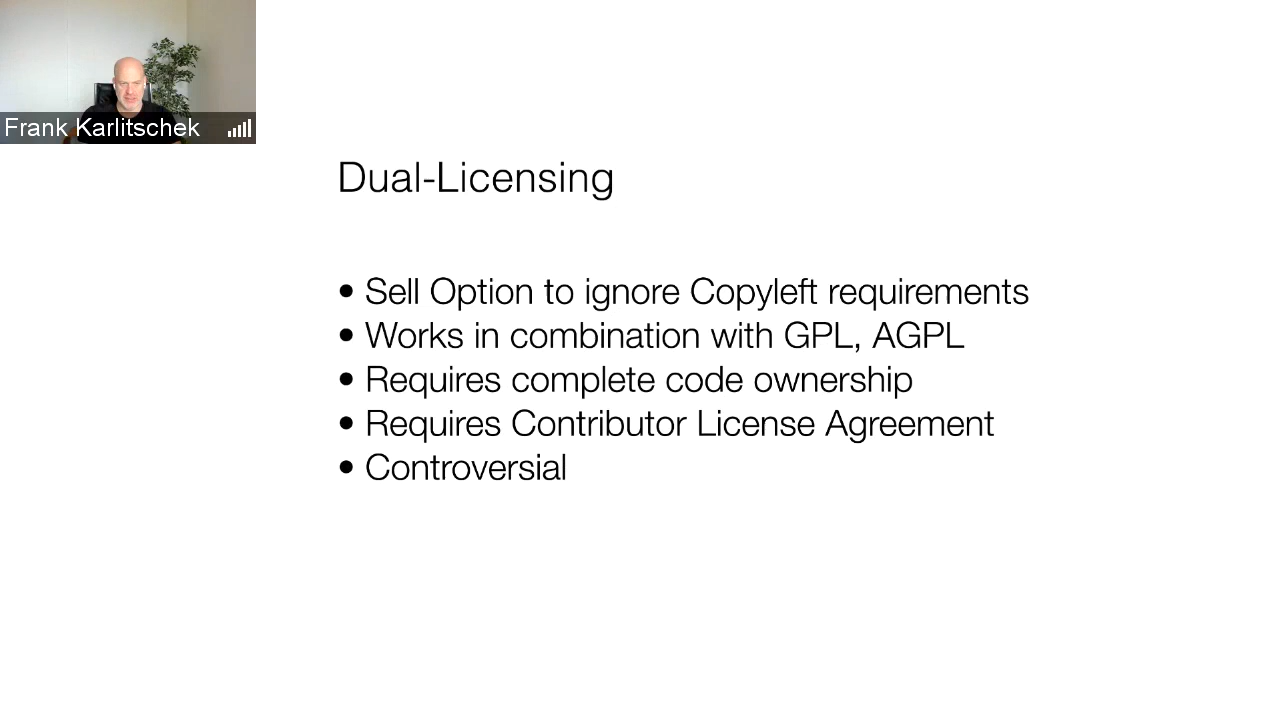 Frank Karlitschek
Dual-Licensing
• Sell Option to ignore Copyleft requirements
• Works in combination with GPL, AGPL
• Requires complete code ownership
• Requires Contributor License Agreement
• Controversial